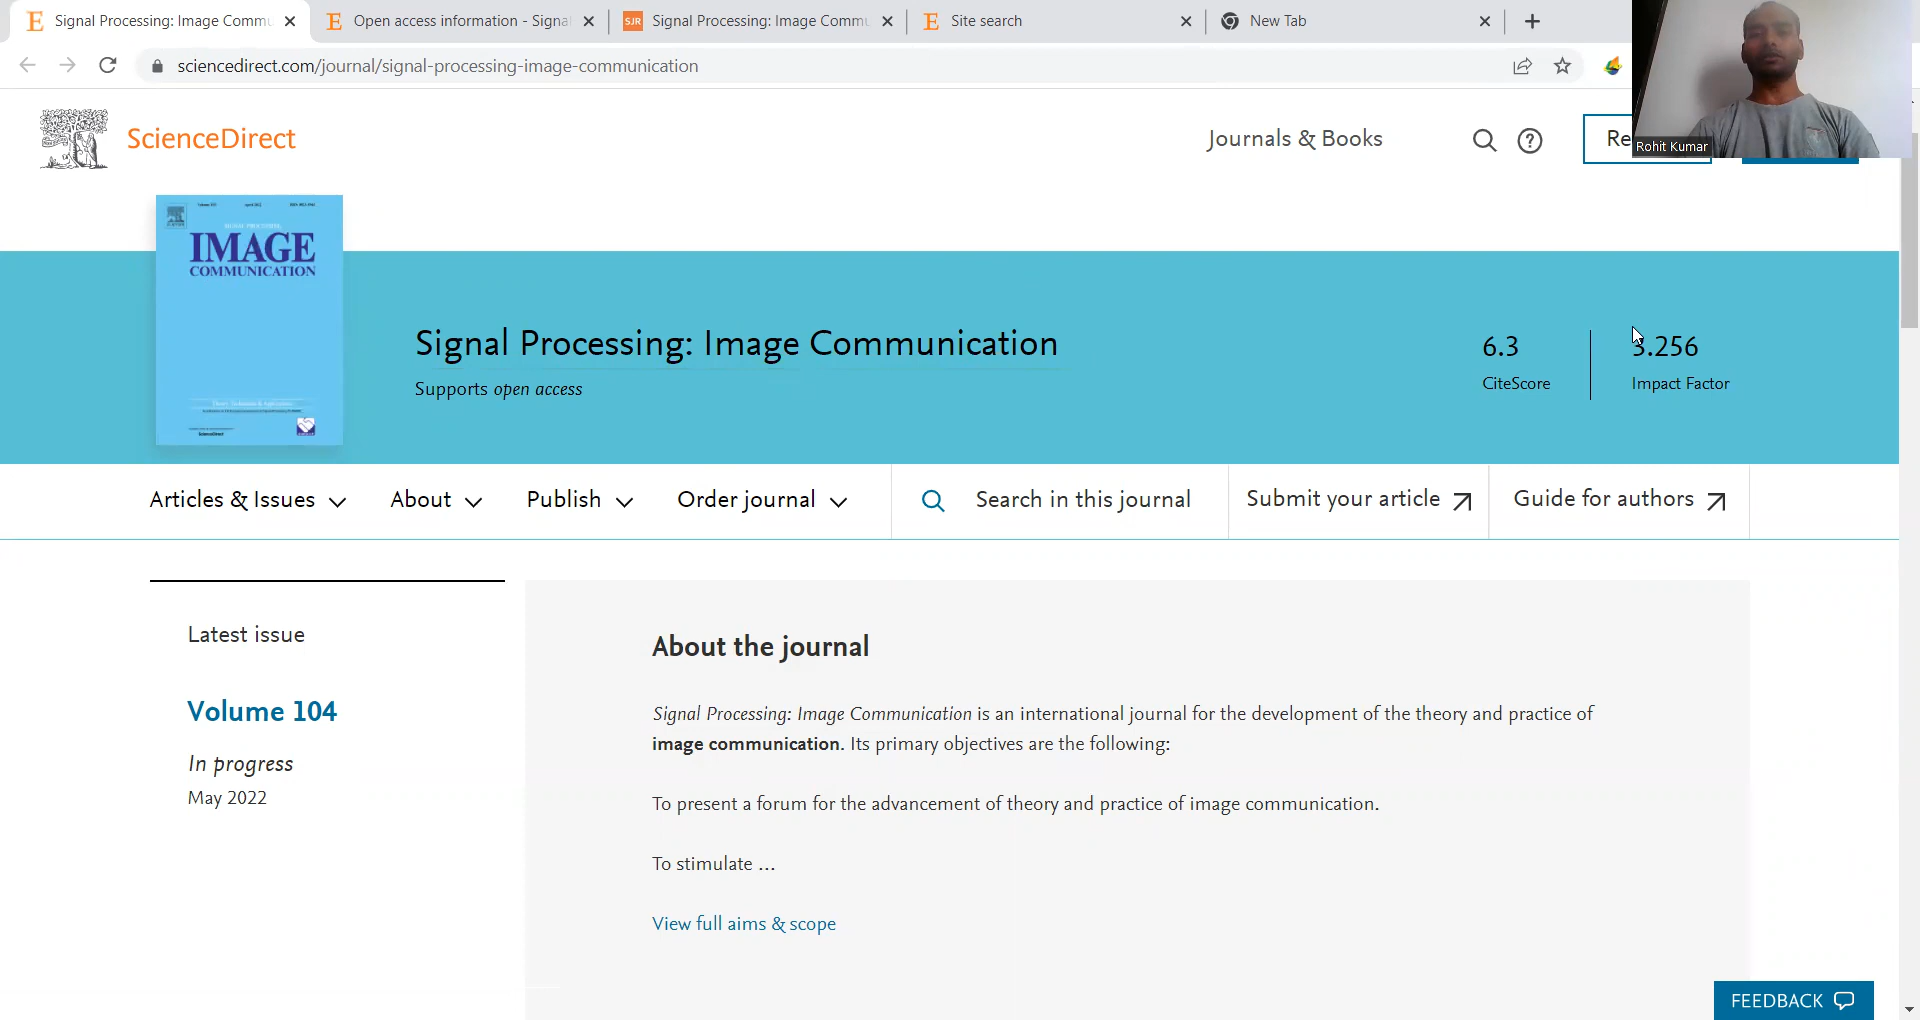 Signal Processing: Image Commu
Open access information - Signal
SJR
Signal Processing: Image Commu
Site search
New Tab
sciencedirect.com/journal/signal-processing-image-communication
ScienceDirect
Journals & Books
Re
Rohit Kumar
SIGNAL PROCESSING:
IMAGE
COMMUNICATION
ScienceDirect
Signal Processing: Image Communication
Supports open access
6.3
CiteScore
3.256
Impact Factor
Articles & Issues
About
Publish
Order journal
Search in this journal
Submit your article
Guide for authors
Latest issue
Volume 104
In progress
May 2022
About the journal
Signal Processing: Image Communication is an international journal for the development of the theory and practice of
image communication. Its primary objectives are the following:
To present a forum for the advancement of theory and practice of image communication.
To stimulate ...
View full aims & scope
FEEDBACK